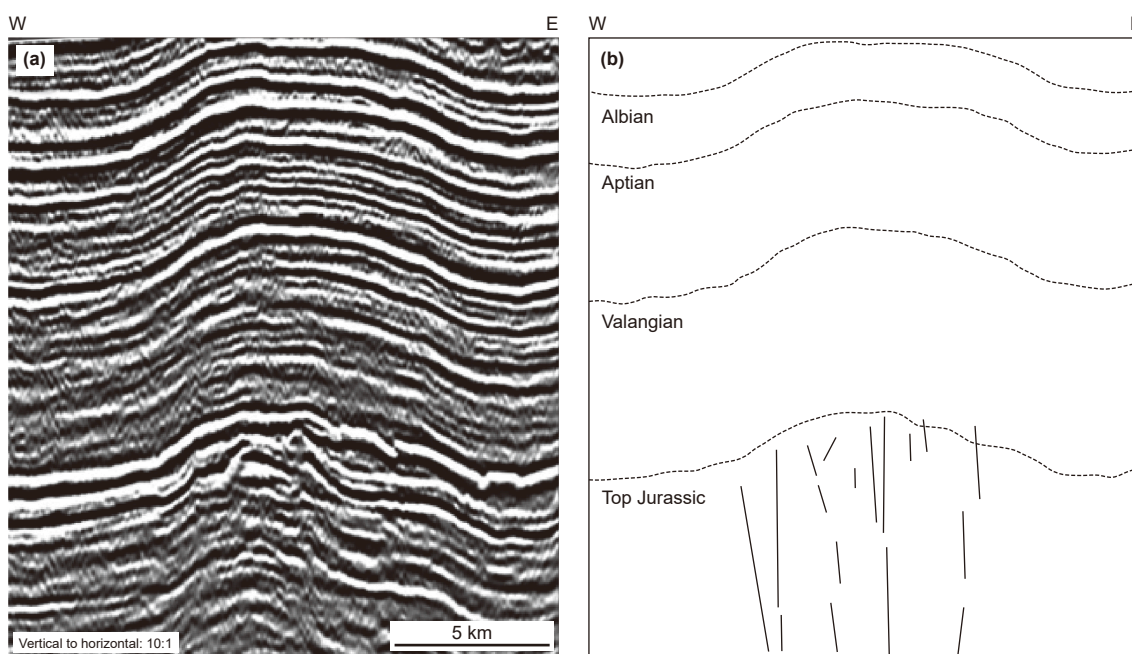 W
E
W
(a)
(b)
Albian
Aptian
Valangian
Top Jurassic
5 km
Vertical to horizontal: 10:1